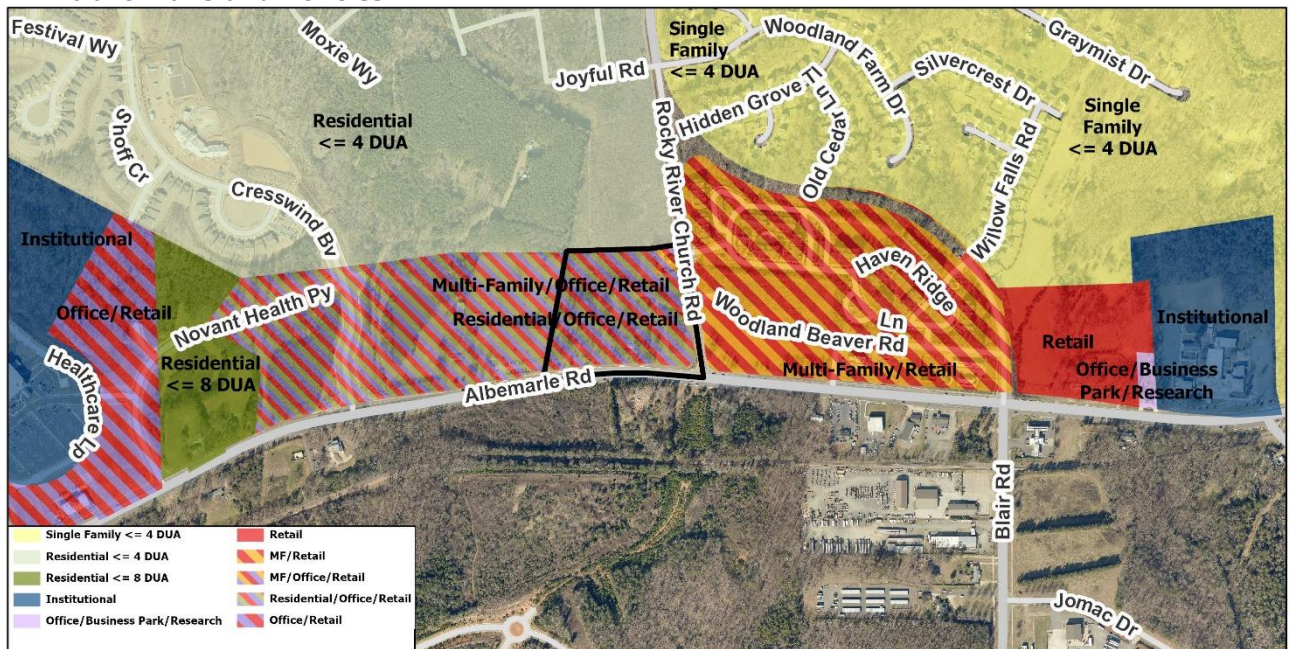 Festival Wy
Moxie Wy
Joyful Rd
Single
Family
<= 4 DUA
Woodland Farm Dr
Graymist Dr
Silvercrest Dr
Hidden Grove Tl
Old Cedar Ln
Single
Family
<= 4 DUA
Willow Falls Rd
Shoff Cr
Residential
<= 4 DUA
Rocky River Church Rd
Cresswind Bv
Institutional
Office/Retail
Novant Health Py
Residential
<= 8 DUA
Healthcare Lp
Multi-Family/Office/Retail
Residential/Office/Retail
Albemarle Rd
Haven Ridge
Ln
Woodland Beaver Rd
Multi-Family/Retail
Retail
Institutional
Office/Business
Park/Research
Blair Rd
Jomac Dr
Single Family <= 4 DUA
Residential <= 4 DUA
Residential <= 8 DUA
Institutional
Office/Business Park/Research
Retail
MF/Retail
MF/Office/Retail
Residential/Office/Retail
Office/Retail